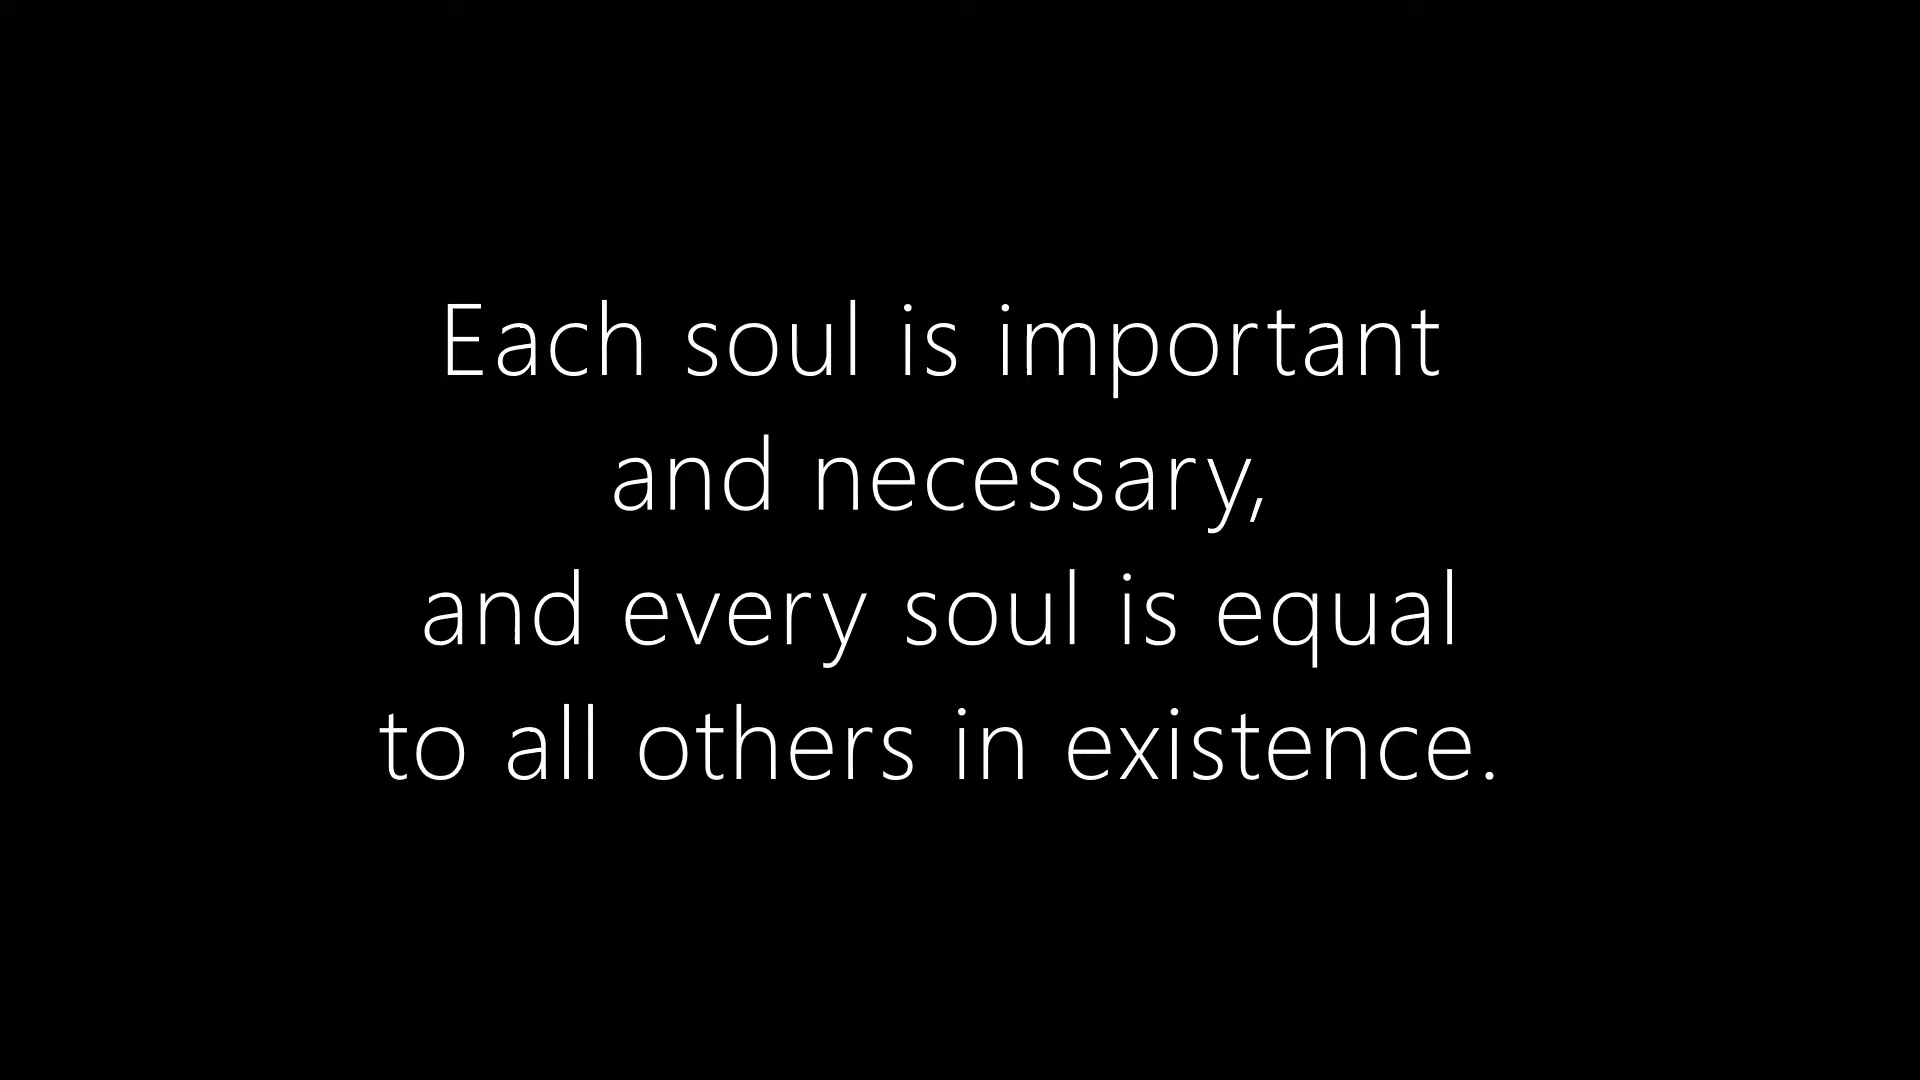 Each soul is important
and necessary,
and every soul is equal
to all others in existence.